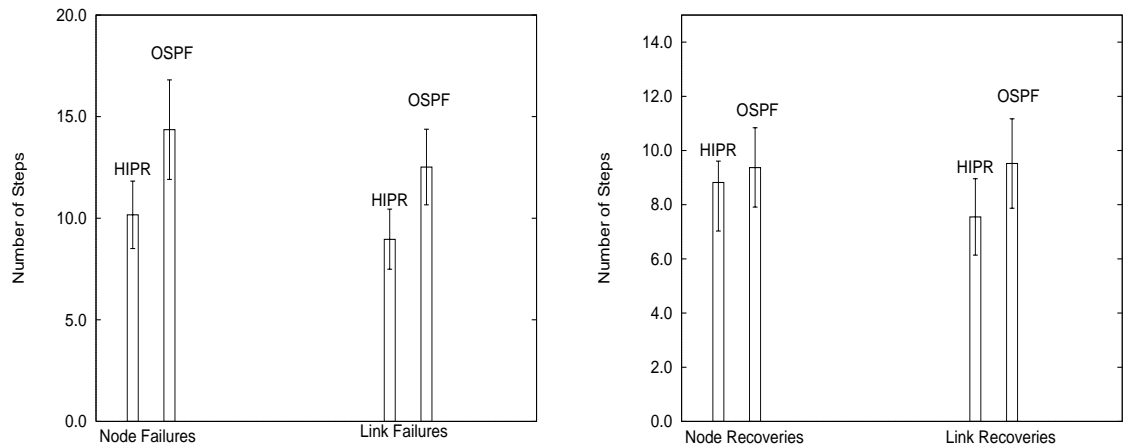 20.0
15.0
10.0
5.0
0.0
Number of Steps
HIPR
OSPF
HIPR
OSPF
Node Failures
Link Failures
14.0
12.0
10.0
8.0
6.0
4.0
2.0
0.0
Number of Steps
HIPR
OSPF
HIPR
OSPF
Node Recoveries
Link Recoveries